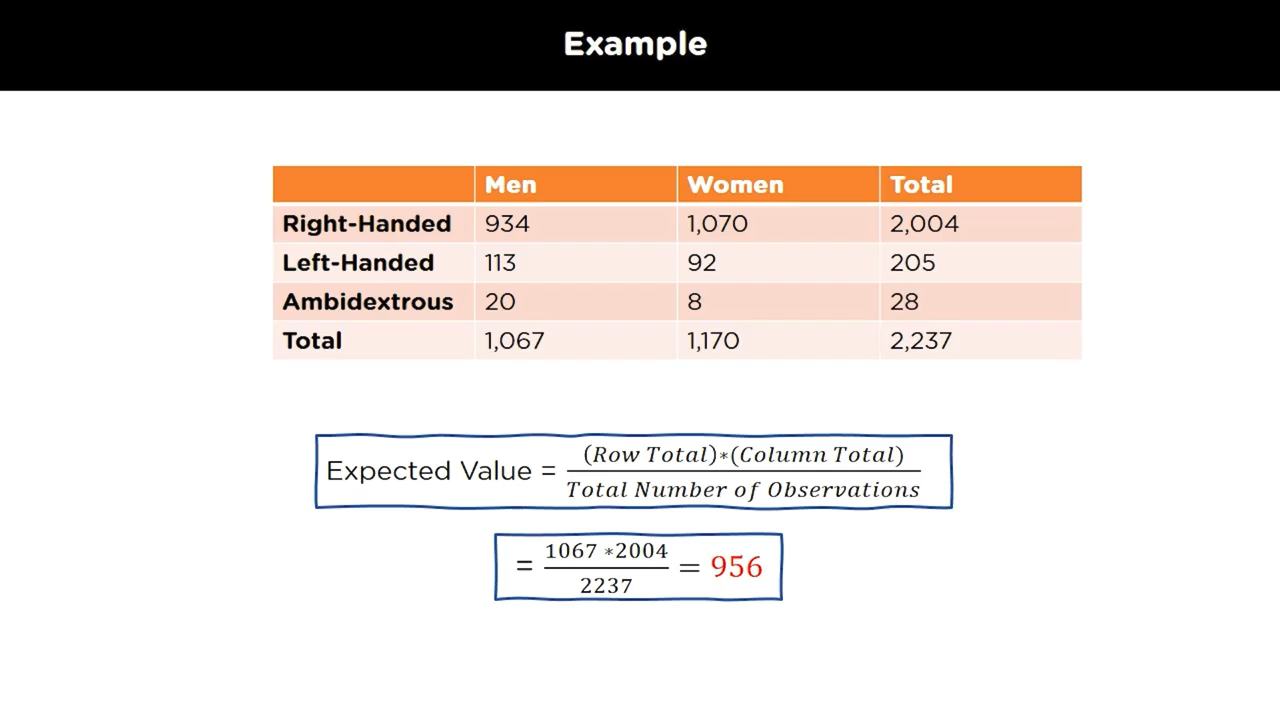 Example
Men Women Total
Right-Handed 934 1,070 2,004
Left-Handed 113 92 205
Ambidextrous 20 8 28
Total 1,067 1,170 2,237
Expected Value = (Row Total)*(Column Total)
Total Number of Observations
= 1067 *2004 = 956
2237